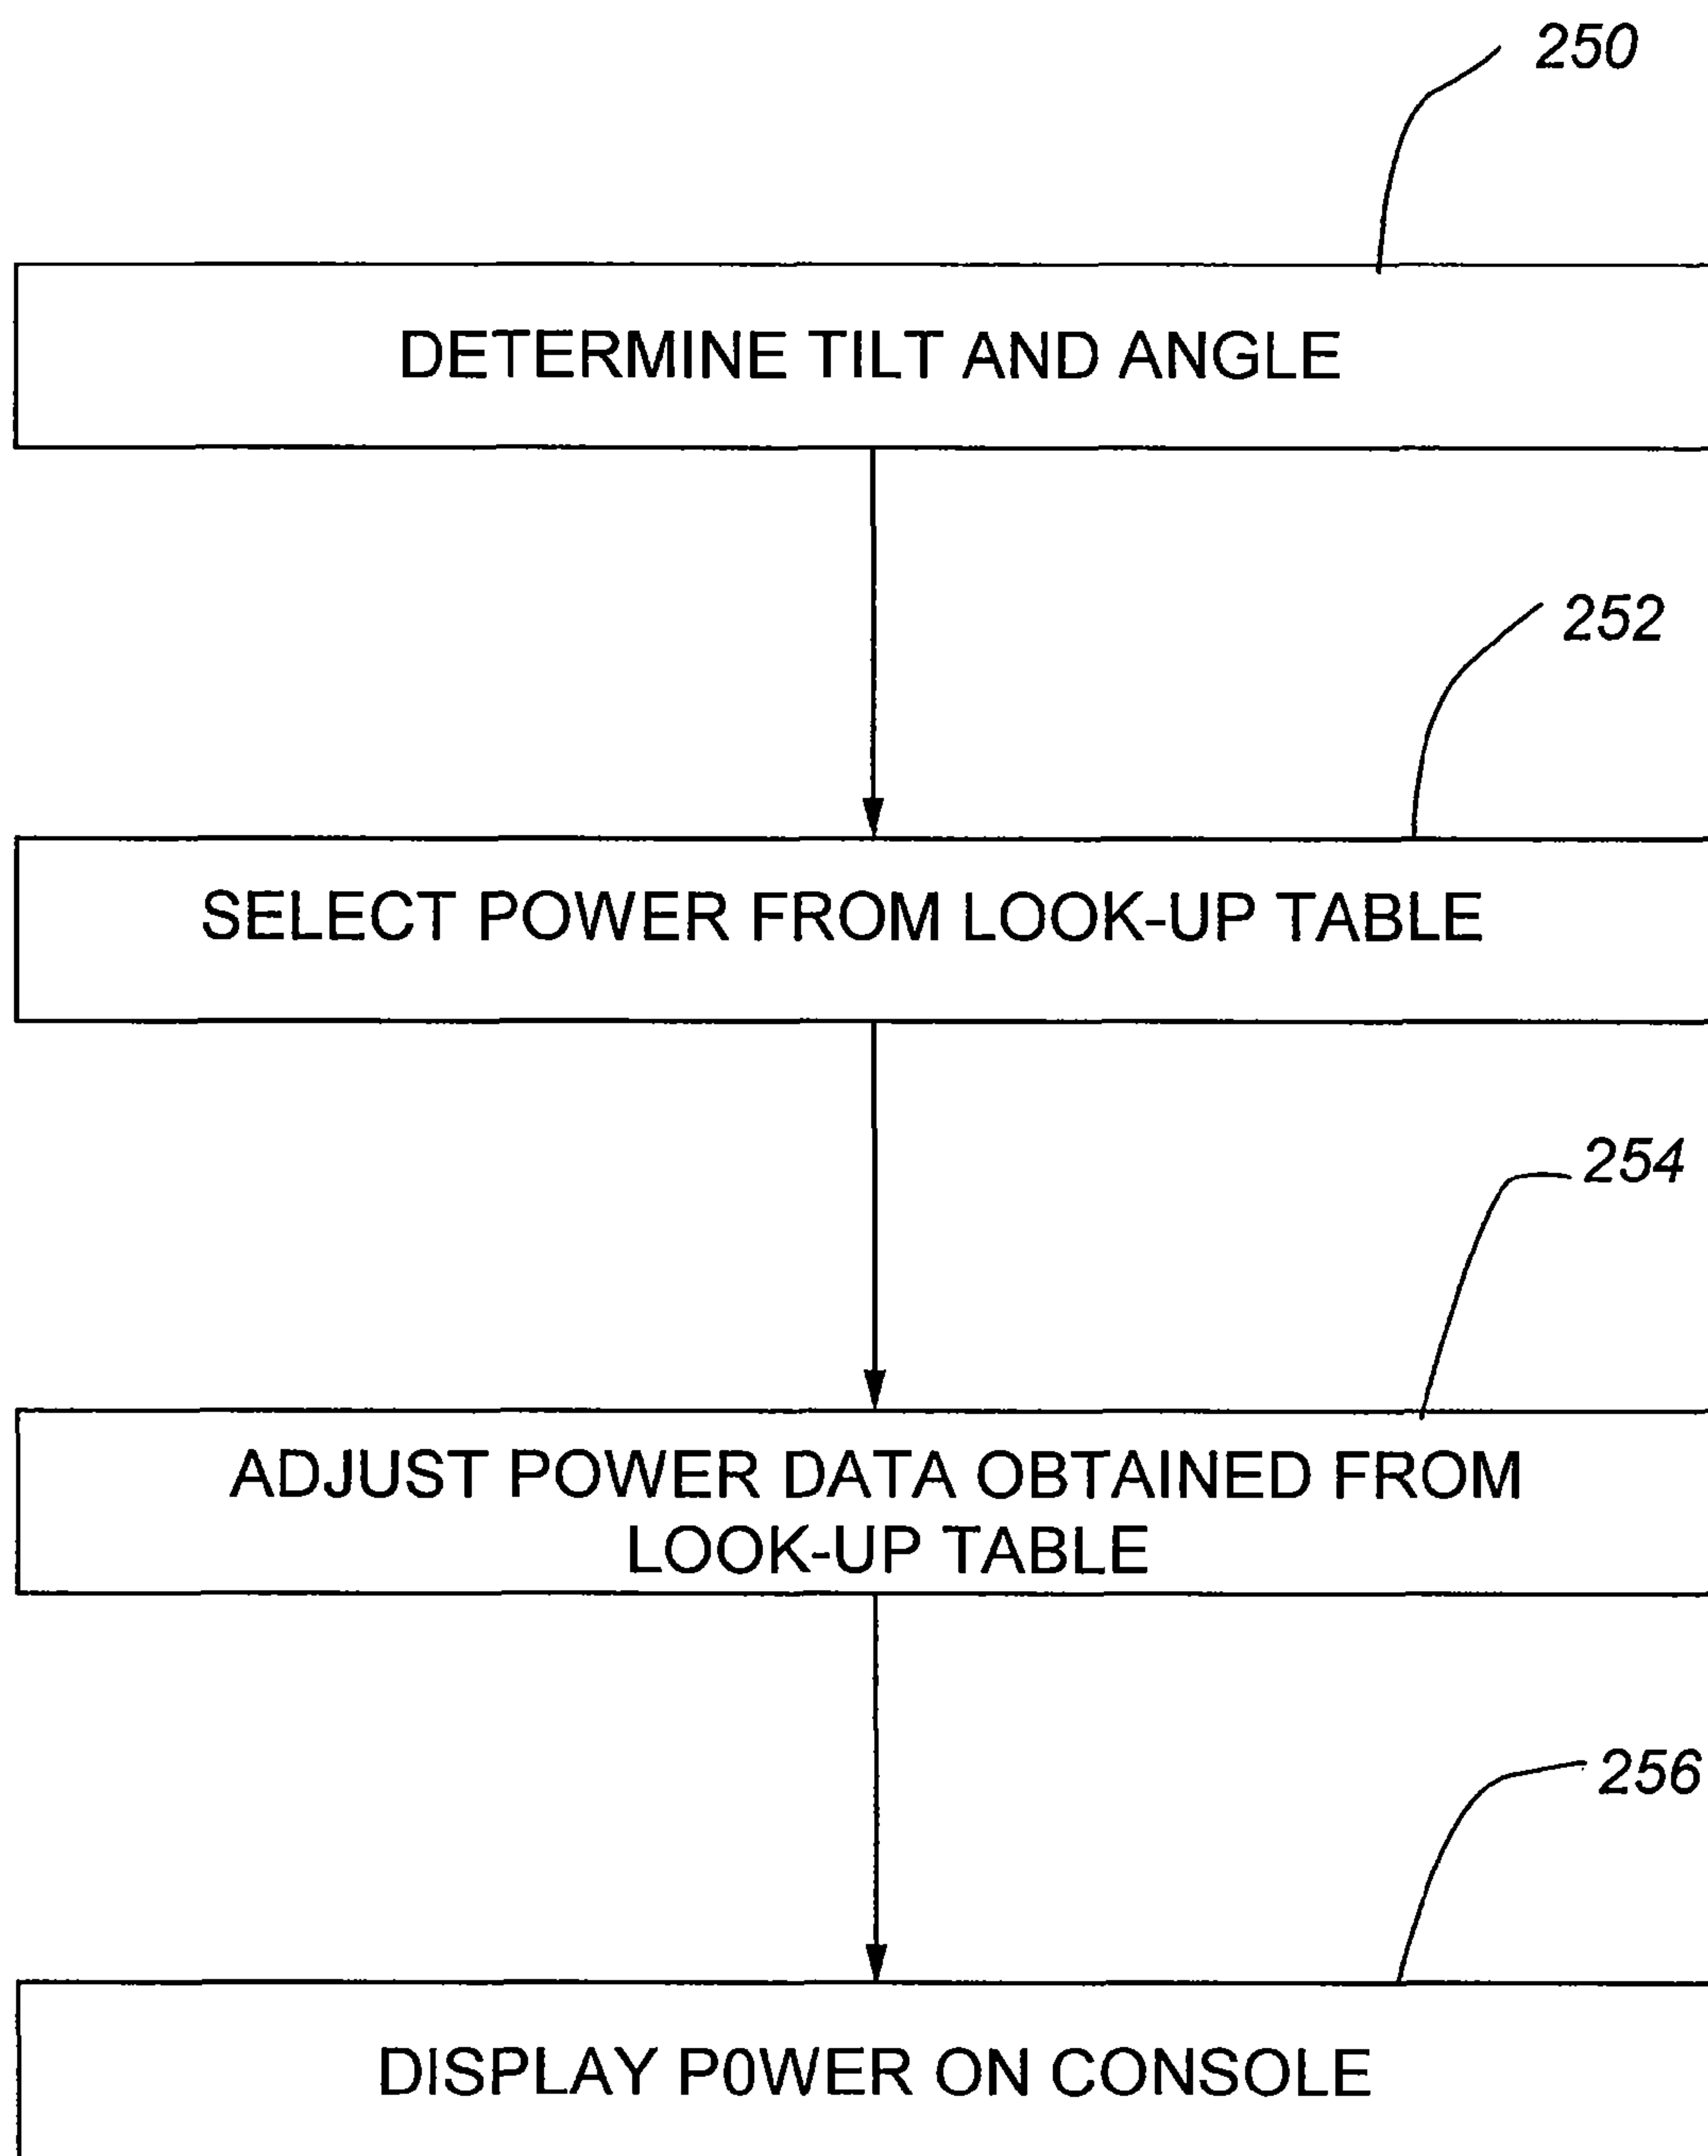 250
DETERMINE TILT AND ANGLE
252
SELECT POWER FROM LOOK-UP TABLE
254
ADJUST POWER DATA OBTAINED FROM
LOOK-UP TABLE
256
DISPLAY P0WER ON CONSOLE